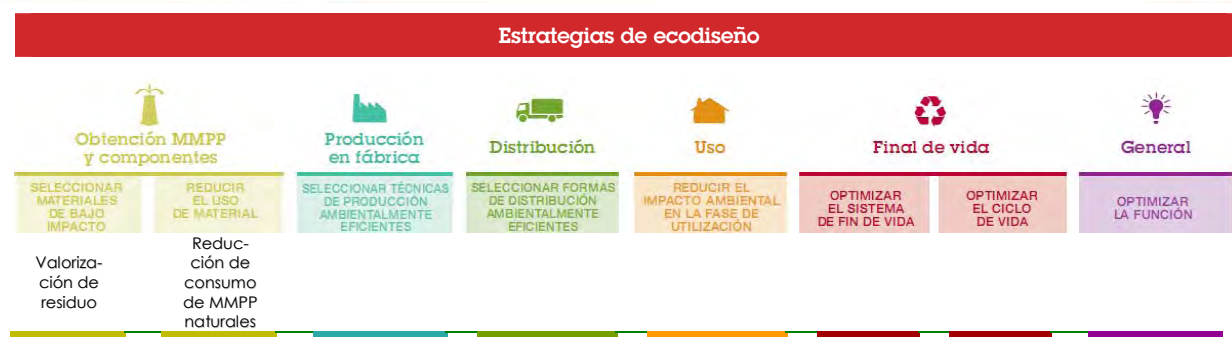 Estrategias de ecodiseño
Obtención MMPP
y componentes
Producción
en fábrica
Distribución
Uso
Final de vida
General
SELECCIONAR
MATERIALES
DE BAJO
IMPACTO
REDUCIR
EL USO
DE MATERIAL
SELECCIONAR TÉCNICAS
DE PRODUCCIÓN
AMBIENTALMENTE
EFICIENTES
SELECCIONAR FORMAS
DE DISTRIBUCIÓN
AMBIENTALMENTE
EFICIENTES
REDUCIR EL
IMPACTO AMBIENTAL
EN LA FASE DE
UTILIZACIÓN
OPTIMIZAR
EL SISTEMA
DE FIN DE VIDA
OPTIMIZAR
EL CICLO
DE VIDA
OPTIMIZAR
LA FUNCIÓN
Valoriza-
ción de
residuo
Reduc-
ción de
consumo
de MMPP
naturales